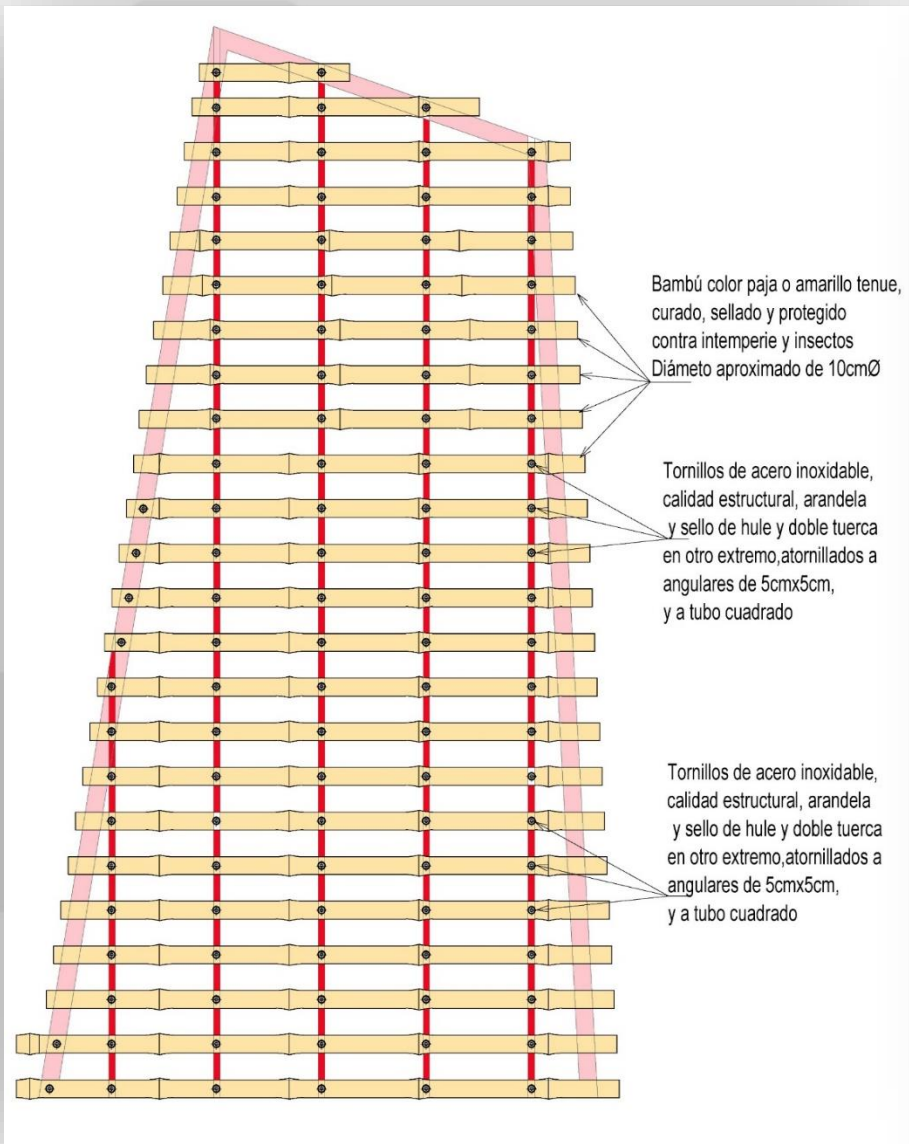 Bambú color paja o amarillo tenue,
curado, sellado y protegido
contra intemperie y insectos
Diámeto aproximado de 10cmØ
Tornillos de acero inoxidable,
calidad estructural, arandela
y sello de hule y doble tuerca
en otro extremo,atornillados a
angulares de 5cmx5cm,
y a tubo cuadrado
Tornillos de acero inoxidable,
calidad estructural, arandela
y sello de hule y doble tuerca
en otro extremo,atornillados a
angulares de 5cmx5cm,
y a tubo cuadrado